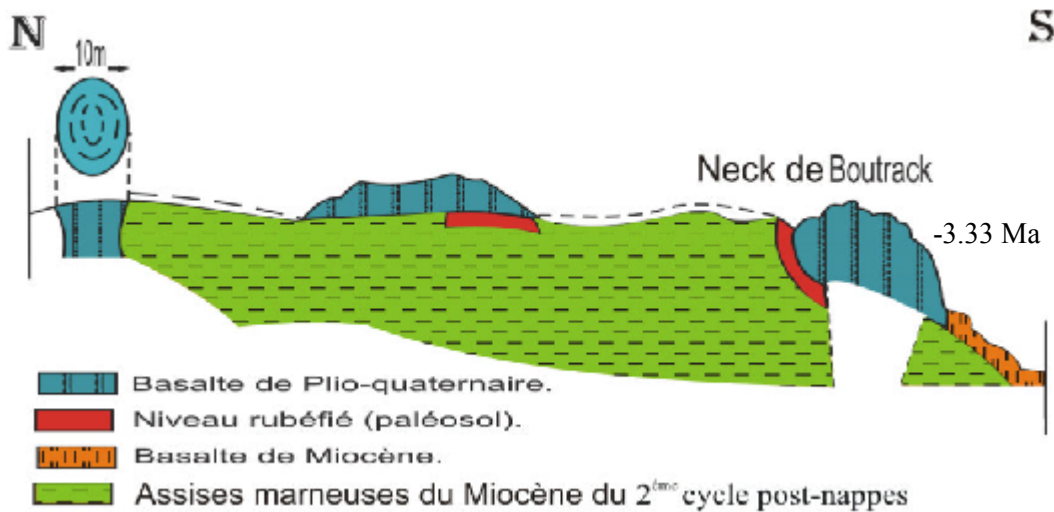 N
S
10m
Neck de Boutrack
-3.33 Ma
Basalte de Plio-quaternaire.
Niveau rubéfié (paléosol).
Basalte de Miocène.
Assises marneuses du Miocène du 2ème cycle post-nappes